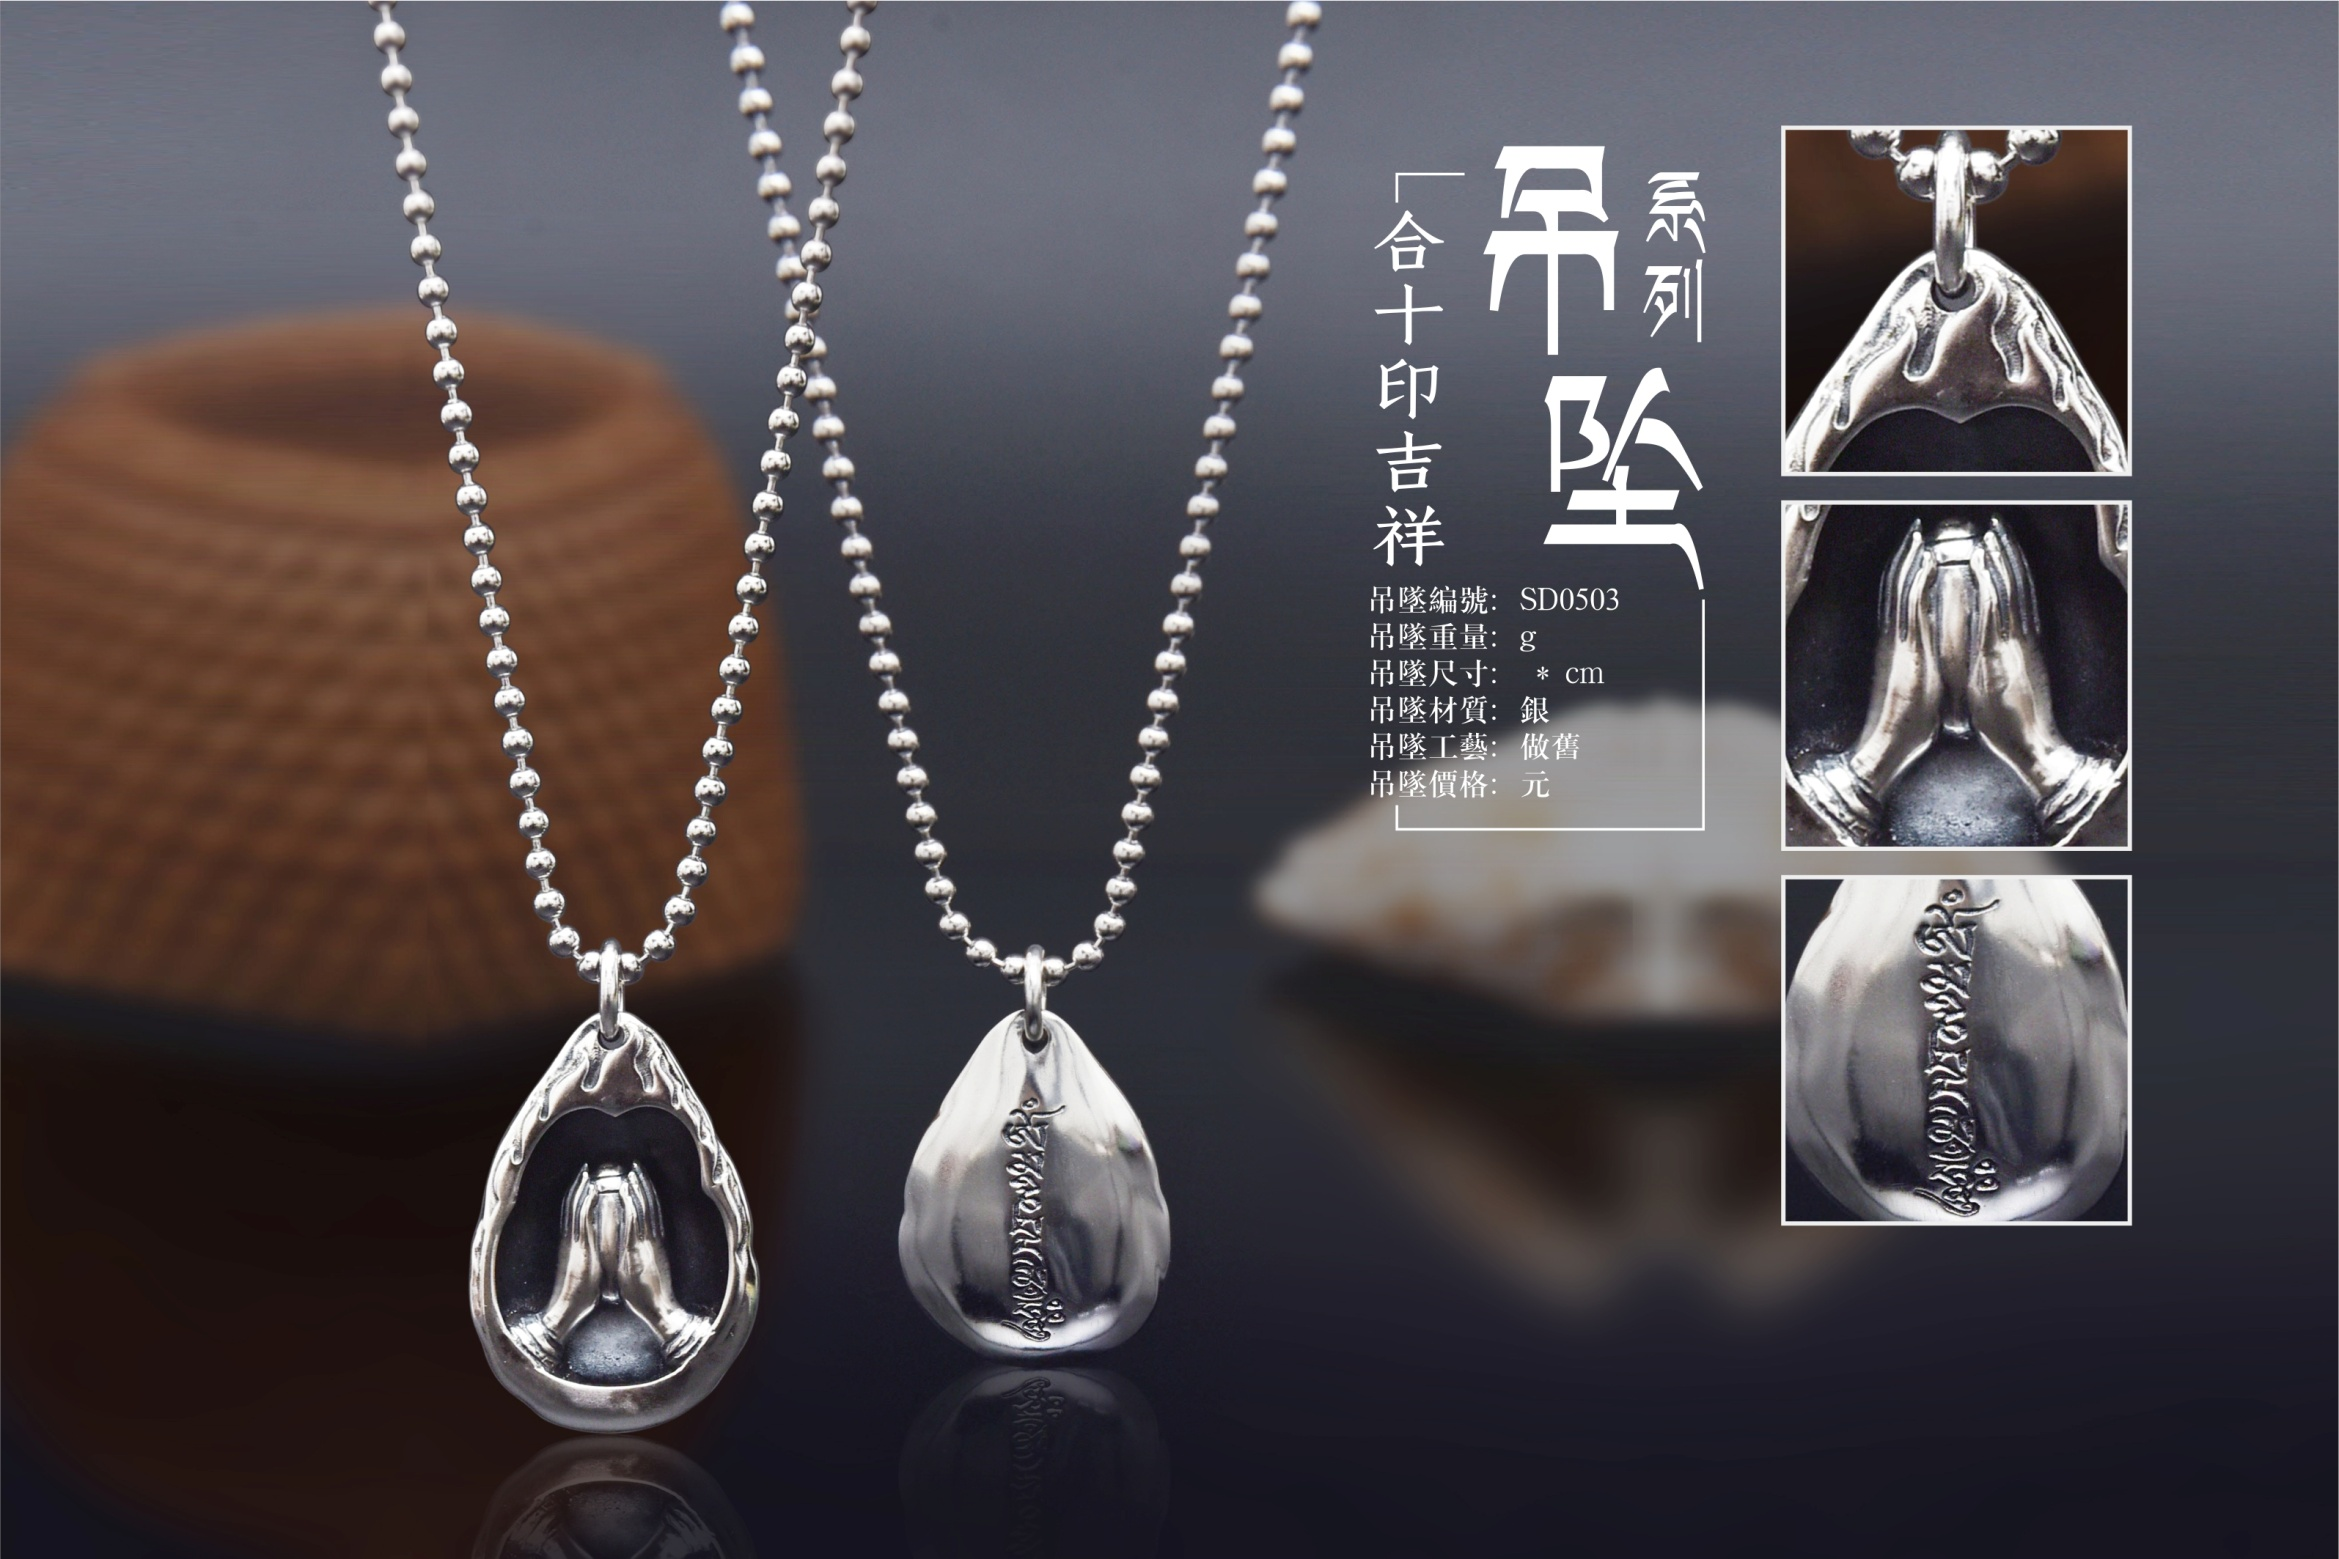 吊坠
系列
合十印吉祥
吊墜編號：SD0503
吊墜重量：g
吊墜尺寸： * cm
吊墜材質：銀
吊墜工藝：做舊
吊墜價格：元